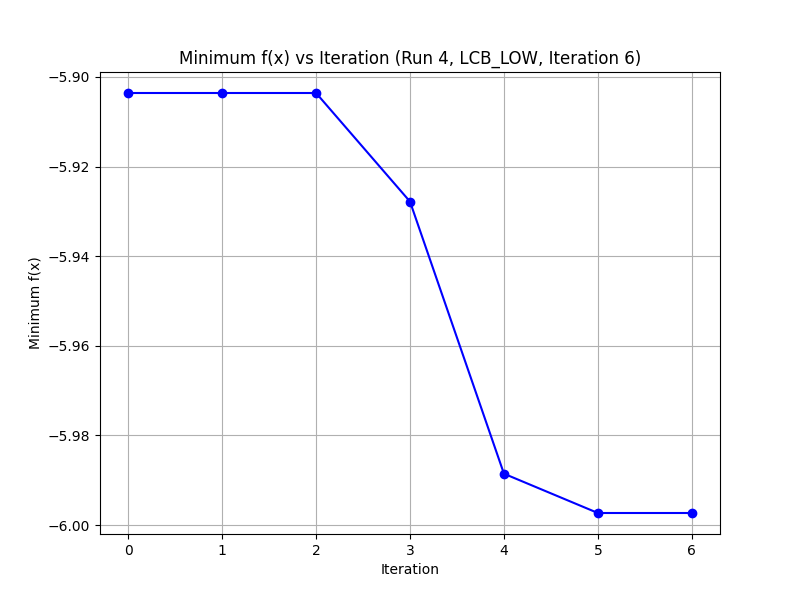 Minimum f(x) vs Iteration (Run 4, LCB_LOW, Iteration 6)
−5.90
−5.92
−5.94
−5.96
−5.98
−6.00
Minimum f(x)
0 1 2 3 4 5 6
Iteration